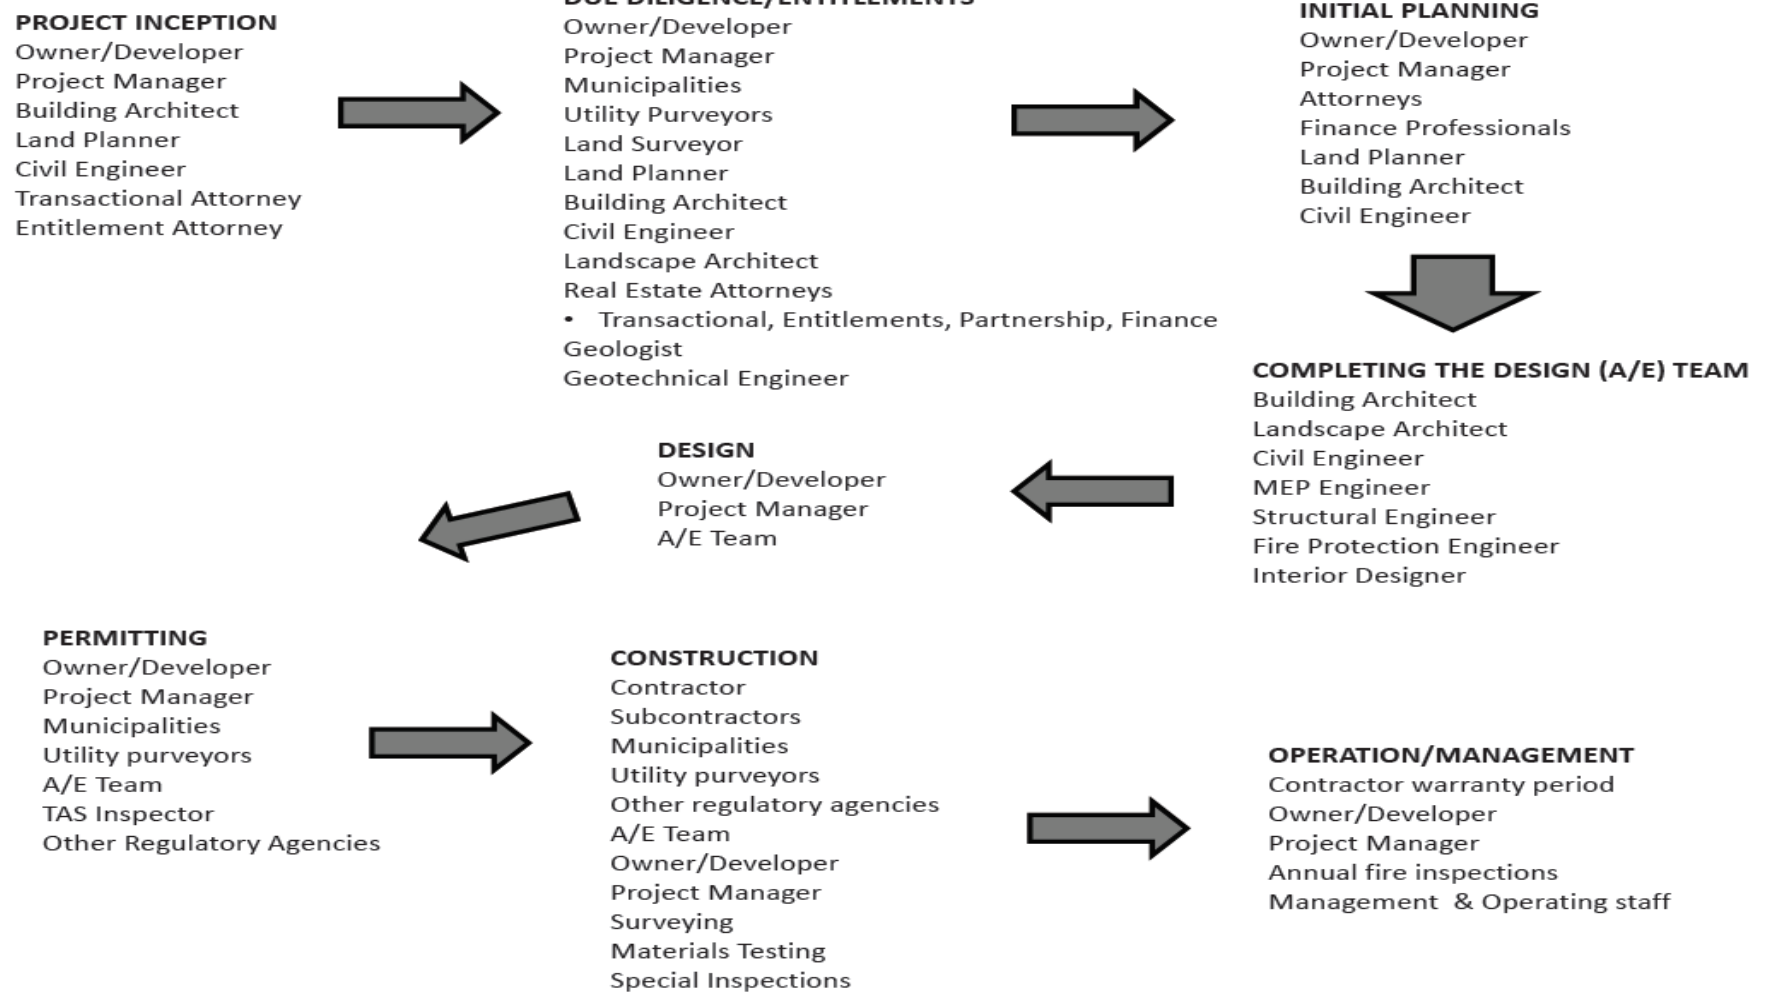 PROJECT INCEPTION
Owner/Developer
Project Manager
Building Architect
Land Planner
Civil Engineer
Transactional Attorney
Entitlement Attorney
DUE DILIGENCE/ENTITLEMENTS
Owner/Developer
Project Manager
Municipalities
Utility Purveyors
Land Surveyor
Land Planner
Building Architect
Civil Engineer
Landscape Architect
Real Estate Attorneys
• Transactional, Entitlements, Partnership, Finance
Geologist
Geotechnical Engineer
INITIAL PLANNING
Owner/Developer
Project Manager
Attorneys
Finance Professionals
Land Planner
Building Architect
Civil Engineer
COMPLETING THE DESIGN (A/E) TEAM
Building Architect
Landscape Architect
Civil Engineer
MEP Engineer
Structural Engineer
Fire Protection Engineer
Interior Designer
DESIGN
Owner/Developer
Project Manager
A/E Team
PERMITTING
Owner/Developer
Project Manager
Municipalities
Utility purveyors
A/E Team
TAS Inspector
Other Regulatory Agencies
CONSTRUCTION
Contractor
Subcontractors
Municipalities
Utility purveyors
Other regulatory agencies
A/E Team
Owner/Developer
Project Manager
Surveying
Materials Testing
Special Inspections
OPERATION/MANAGEMENT
Contractor warranty period
Owner/Developer
Project Manager
Annual fire inspections
Management & Operating staff